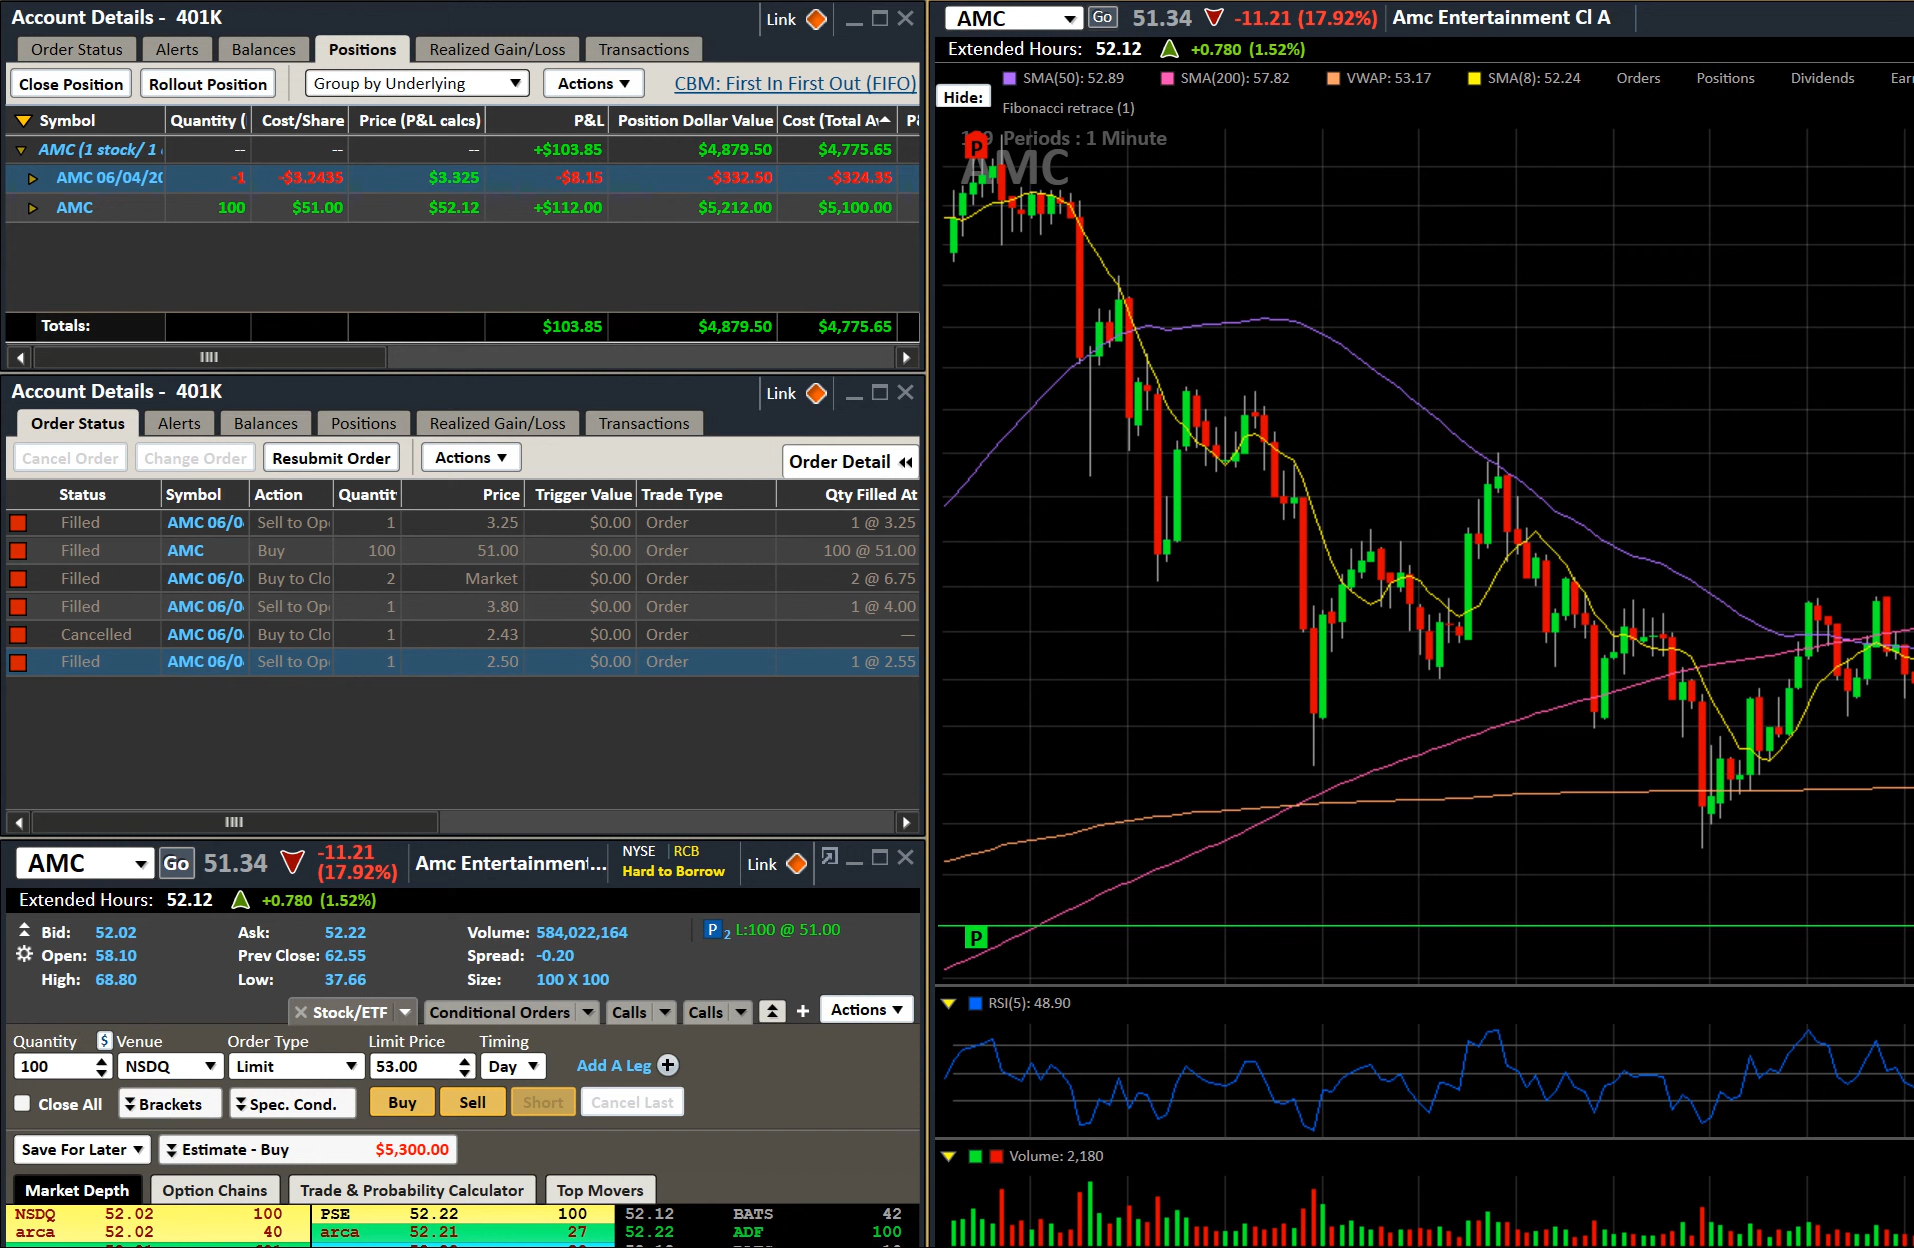 Account Details - 401K
Link
Order Status Alerts Balances Positions Realized Gain/Loss Transactions
Close Position Rollout Position Group by Underlying Actions CBM: First In First Out (FIFO)
Symbol Quantity ( Cost/Share Price (P&L calcs) P&L Position Dollar Value Cost (Total A
AMC (1 stock/ 1 -- -- -- +$103.85 $4,879.50 $4,775.65
AMC 06/04/20 -1 -$3.2435 $3.325 -$8.15 -$332.50 -$324.35
AMC 100 $51.00 $52.12 +$112.00 $5,212.00 $5,100.00
Totals: $103.85 $4,879.50 $4,775.65
Account Details - 401K
Link
Order Status Alerts Balances Positions Realized Gain/Loss Transactions
Cancel Order Change Order Resubmit Order Actions Order Detail
Status Symbol Action Quantit Price Trigger Value Trade Type Qty Filled At
Filled AMC 06/0 Sell to Op 1 3.25 $0.00 Order 1 @ 3.25
Filled AMC Buy 100 51.00 $0.00 Order 100 @ 51.00
Filled AMC 06/0 Buy to Clo 2 Market $0.00 Order 2 @ 6.75
Filled AMC 06/0 Sell to Op 1 3.80 $0.00 Order 1 @ 4.00
Cancelled AMC 06/0 Buy to Clo 1 2.43 $0.00 Order —
Filled AMC 06/0 Sell to Op 1 2.50 $0.00 Order 1 @ 2.55
AMC Go 51.34 -11.21 (17.92%) Amc Entertainment... NYSE RCB Hard to Borrow Link
Extended Hours: 52.12 +0.780 (1.52%)
Bid: 52.02 Ask: 52.22 Volume: 584,022,164 P 2 L:100 @ 51.00
Open: 58.10 Prev Close: 62.55 Spread: -0.20
High: 68.80 Low: 37.66 Size: 100 X 100
Stock/ETF Conditional Orders Calls Calls + Actions
Quantity $ Venue Order Type Limit Price Timing
100 NSDQ Limit 53.00 Day Add A Leg
Close All Brackets Spec. Cond. Buy Sell Short Cancel Last
Save For Later Estimate - Buy $5,300.00
Market Depth Option Chains Trade & Probability Calculator Top Movers
NSDQ 52.02 100 PSE 52.22 100 52.12 BATS 42
arca 52.02 40 arca 52.21 27 52.22 ADF 100
AMC Go 51.34 -11.21 (17.92%) Amc Entertainment Cl A
Extended Hours: 52.12 +0.780 (1.52%)
SMA(50): 52.89 SMA(200): 57.82 VWAP: 53.17 SMA(8): 52.24 Orders Positions Dividends Ear
Hide:
Fibonacci retrace (1)
Periods : 1 Minute
P
AMC
P
RSI(5): 48.90
Volume: 2,180